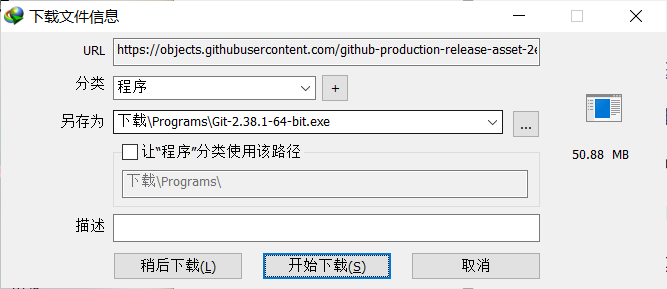 下载文件信息
URL https://objects.githubusercontent.com/github-production-release-asset-2e
分类 程序 +
另存为 下载\Programs\Git-2.38.1-64-bit.exe ...
50.88 MB
让“程序”分类使用该路径
下载\Programs\
描述
稍后下载(L) 开始下载(S) 取消